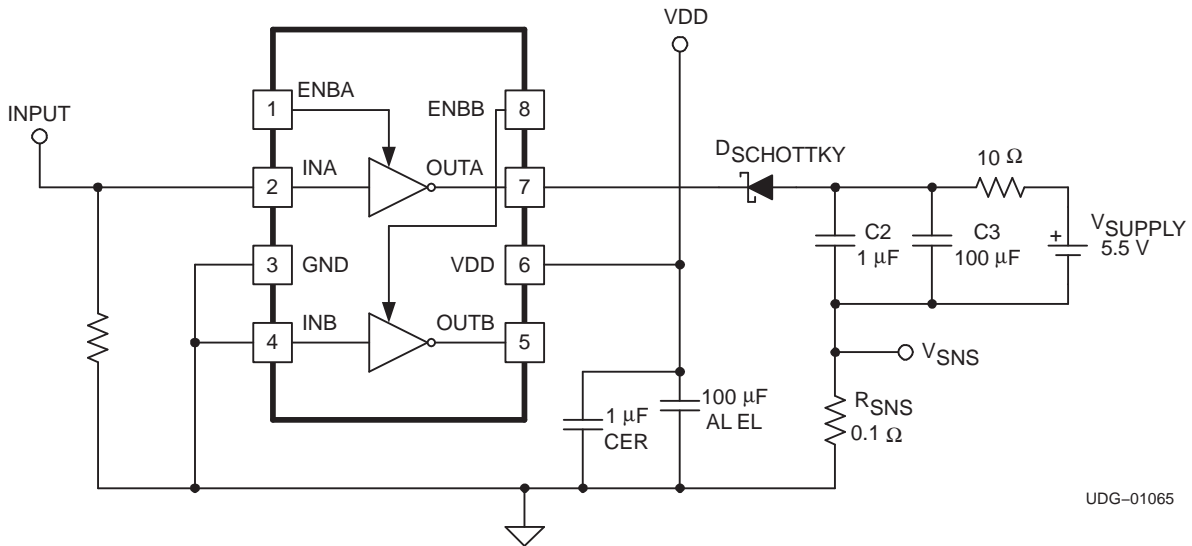 VDD
INPUT
1
ENBA
ENBB
8
2
INA
OUTA
7
DSCHOTTKY
10 Ω
3
GND
VDD
6
C2
1 μF
C3
100 μF
+
VSUPPLY
5.5 V
4
INB
OUTB
5
VSNS
1 μF
CER
100 μF
AL EL
RSNS
0.1 Ω
UDG–01065